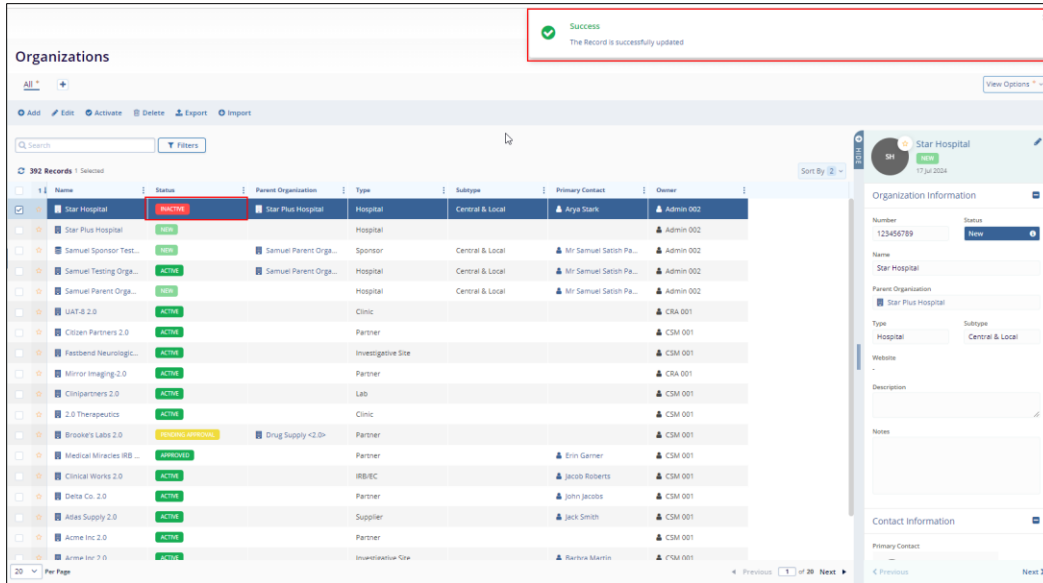 Success
The Record is successfully updated
Organizations
All *
View Options *
Add Edit Activate Delete Export Import
Search Filters
392 Records 1 Selected Sort By 2
1 Name Status Parent Organization Type Subtype Primary Contact Owner
Star Hospital INACTIVE Star Plus Hospital Hospital Central & Local Arya Stark Admin 002
Star Plus Hospital NEW Hospital Admin 002
Samuel Sponsor Test... NEW Samuel Parent Orga... Sponsor Central & Local Mr Samuel Satish Pa... Admin 002
Samuel Testing Orga... ACTIVE Samuel Parent Orga... Hospital Central & Local Mr Samuel Satish Pa... Admin 002
Samuel Parent Orga... NEW Hospital Central & Local Mr Samuel Satish Pa... Admin 002
UAT-8 2.0 ACTIVE Clinic CRA 001
Citizen Partners 2.0 ACTIVE Partner CSM 001
Fastbend Neurologic... ACTIVE Investigative Site CSM 001
Mirror Imaging-2.0 ACTIVE Partner CRA 001
Clinipartners 2.0 ACTIVE Lab CSM 001
2.0 Therapeutics ACTIVE Clinic CSM 001
Brooke's Labs 2.0 PENDING APPROVAL Drug Supply <2.0> Partner CSM 001
Medical Miracles IRB ... APPROVED Partner Erin Garner CSM 001
Clinical Works 2.0 ACTIVE IRB/EC Jacob Roberts CSM 001
Delta Co. 2.0 ACTIVE Partner John Jacobs CSM 001
Atlas Supply 2.0 ACTIVE Supplier Jack Smith CSM 001
Acme Inc 2.0 ACTIVE Partner CSM 001
Acme Inc 2.0 ACTIVE Investigative Site Martin CSM 001
20 Per Page Previous 1 of 20 Next
HIDE
SH
Star Hospital
NEW
17 Jul 2024
Organization Information
Number Status
123456789 New
Name
Star Hospital
Parent Organization
Star Plus Hospital
Type Subtype
Hospital Central & Local
Website
-
Description
Notes
Contact Information
Primary Contact
Previous Next